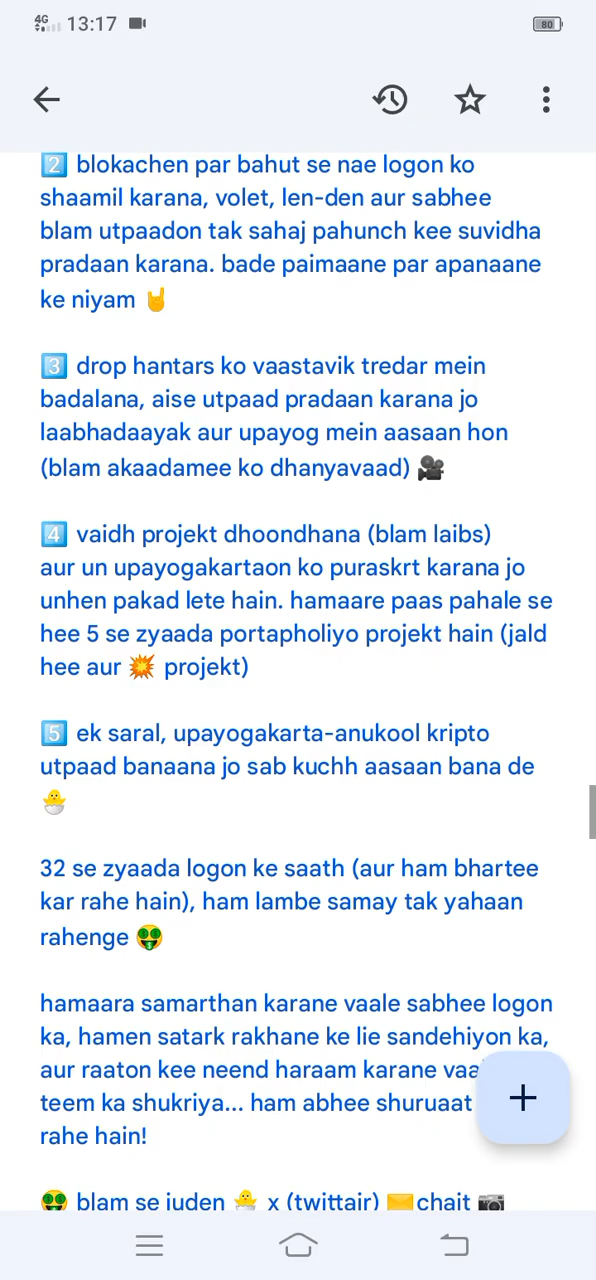 4G 13:17 80
2 blokachen par bahut se nae logon ko
shaamil karana, volet, len-den aur sabhee
blam utpaadon tak sahaj pahunch kee suvidha
pradaan karana. bade paimaane par apanaane
ke niyam 🤘
3 drop hantars ko vaastavik tredar mein
badalana, aise utpaad pradaan karana jo
laabhadaayak aur upayog mein aasaan hon
(blam akaadamee ko dhanyavaad) 🎥
4 vaidh projekt dhoondhana (blam laibs)
aur un upayogakartaon ko puraskrt karana jo
unhen pakad lete hain. hamaare paas pahale se
hee 5 se zyaada portapholiyo projekt hain (jald
hee aur 💥 projekt)
5 ek saral, upayogakarta-anukool kripto
utpaad banaana jo sab kuchh aasaan bana de
🐣
32 se zyaada logon ke saath (aur ham bhartee
kar rahe hain), ham lambe samay tak yahaan
rahenge 🤑
hamaara samarthan karane vaale sabhee logon
ka, hamen satark rakhane ke lie sandehiyon ka,
aur raaton kee neend haraam karane
teem ka shukriya... ham abhee shuruaat
rahe hain!
🤑 blam se juden 🐣 x (twittair) ✉️chait 📷